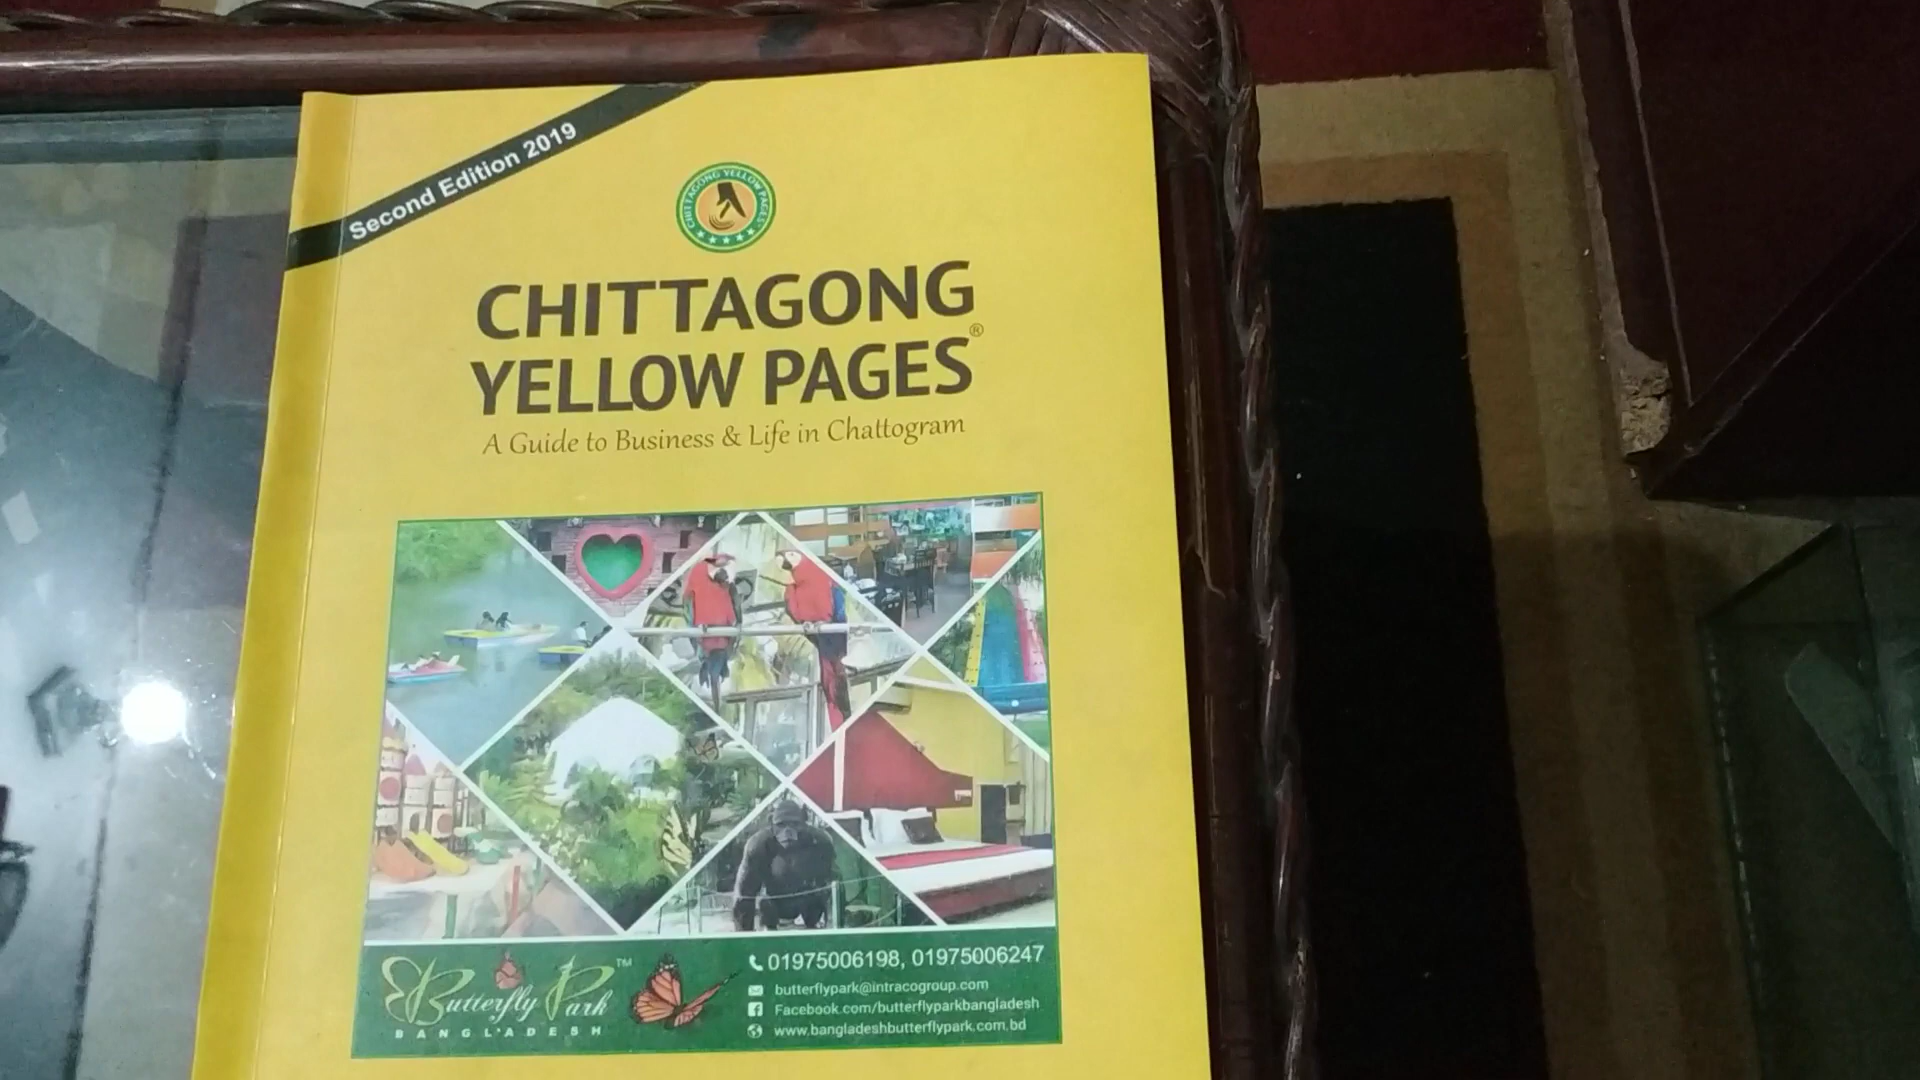 Second Edition 2019
CHITTAGONG YELLOW PAGES
CHITTAGONG
YELLOW PAGES®
A Guide to Business & Life in Chattogram
Butterfly Park™
BANGLADESH
01975006198, 01975006247
butterflypark@intracogroup.com
Facebook.com/butterflyparkbangladesh
www.bangladeshbutterflypark.com.bd